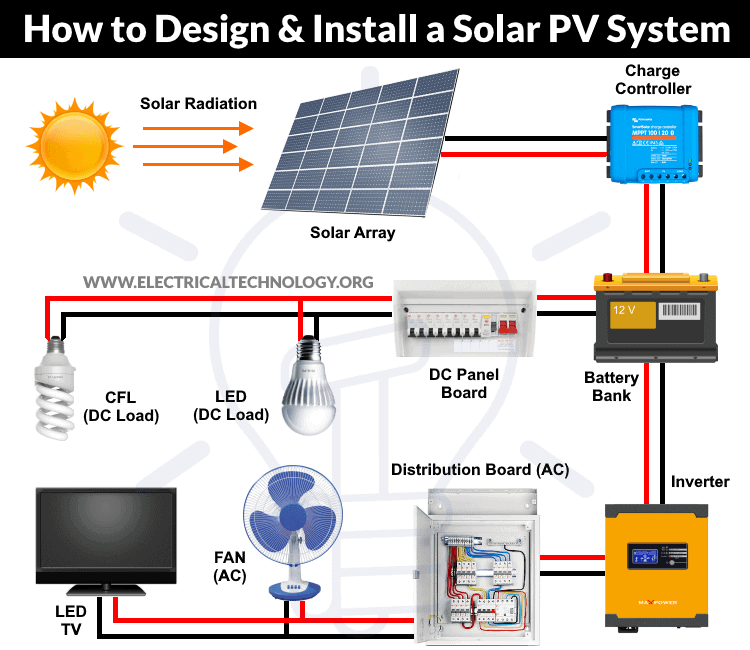 How to Design & Install a Solar PV System
Solar Radiation
Charge
Controller
MPPT 100 | 20
Solar Array
WWW.ELECTRICALTECHNOLOGY.ORG
12 V
CFL
(DC Load)
LED
(DC Load)
DC Panel
Board
Battery
Bank
Distribution Board (AC)
Inverter
FAN
(AC)
MAXPOWER
LED
TV